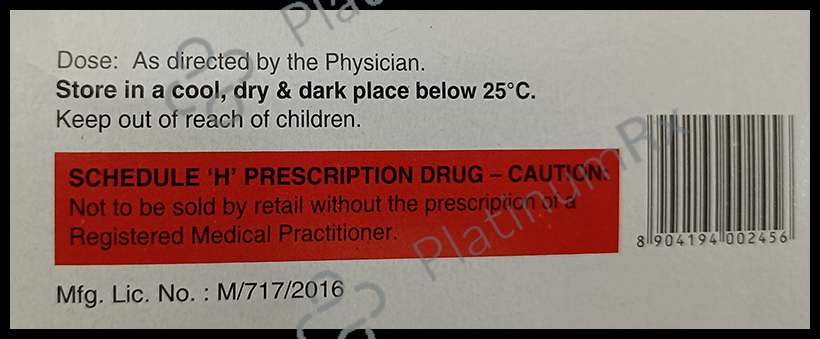 Dose: As directed by the Physician.
Store in a cool, dry & dark place below 25°C.
Keep out of reach of children.
SCHEDULE ‘H’ PRESCRIPTION DRUG – CAUTION:
Not to be sold by retail without the prescription of a
Registered Medical Practitioner.
Mfg. Lic. No. : M/717/2016
8 904194 002456
PlatinumRx
Platinum